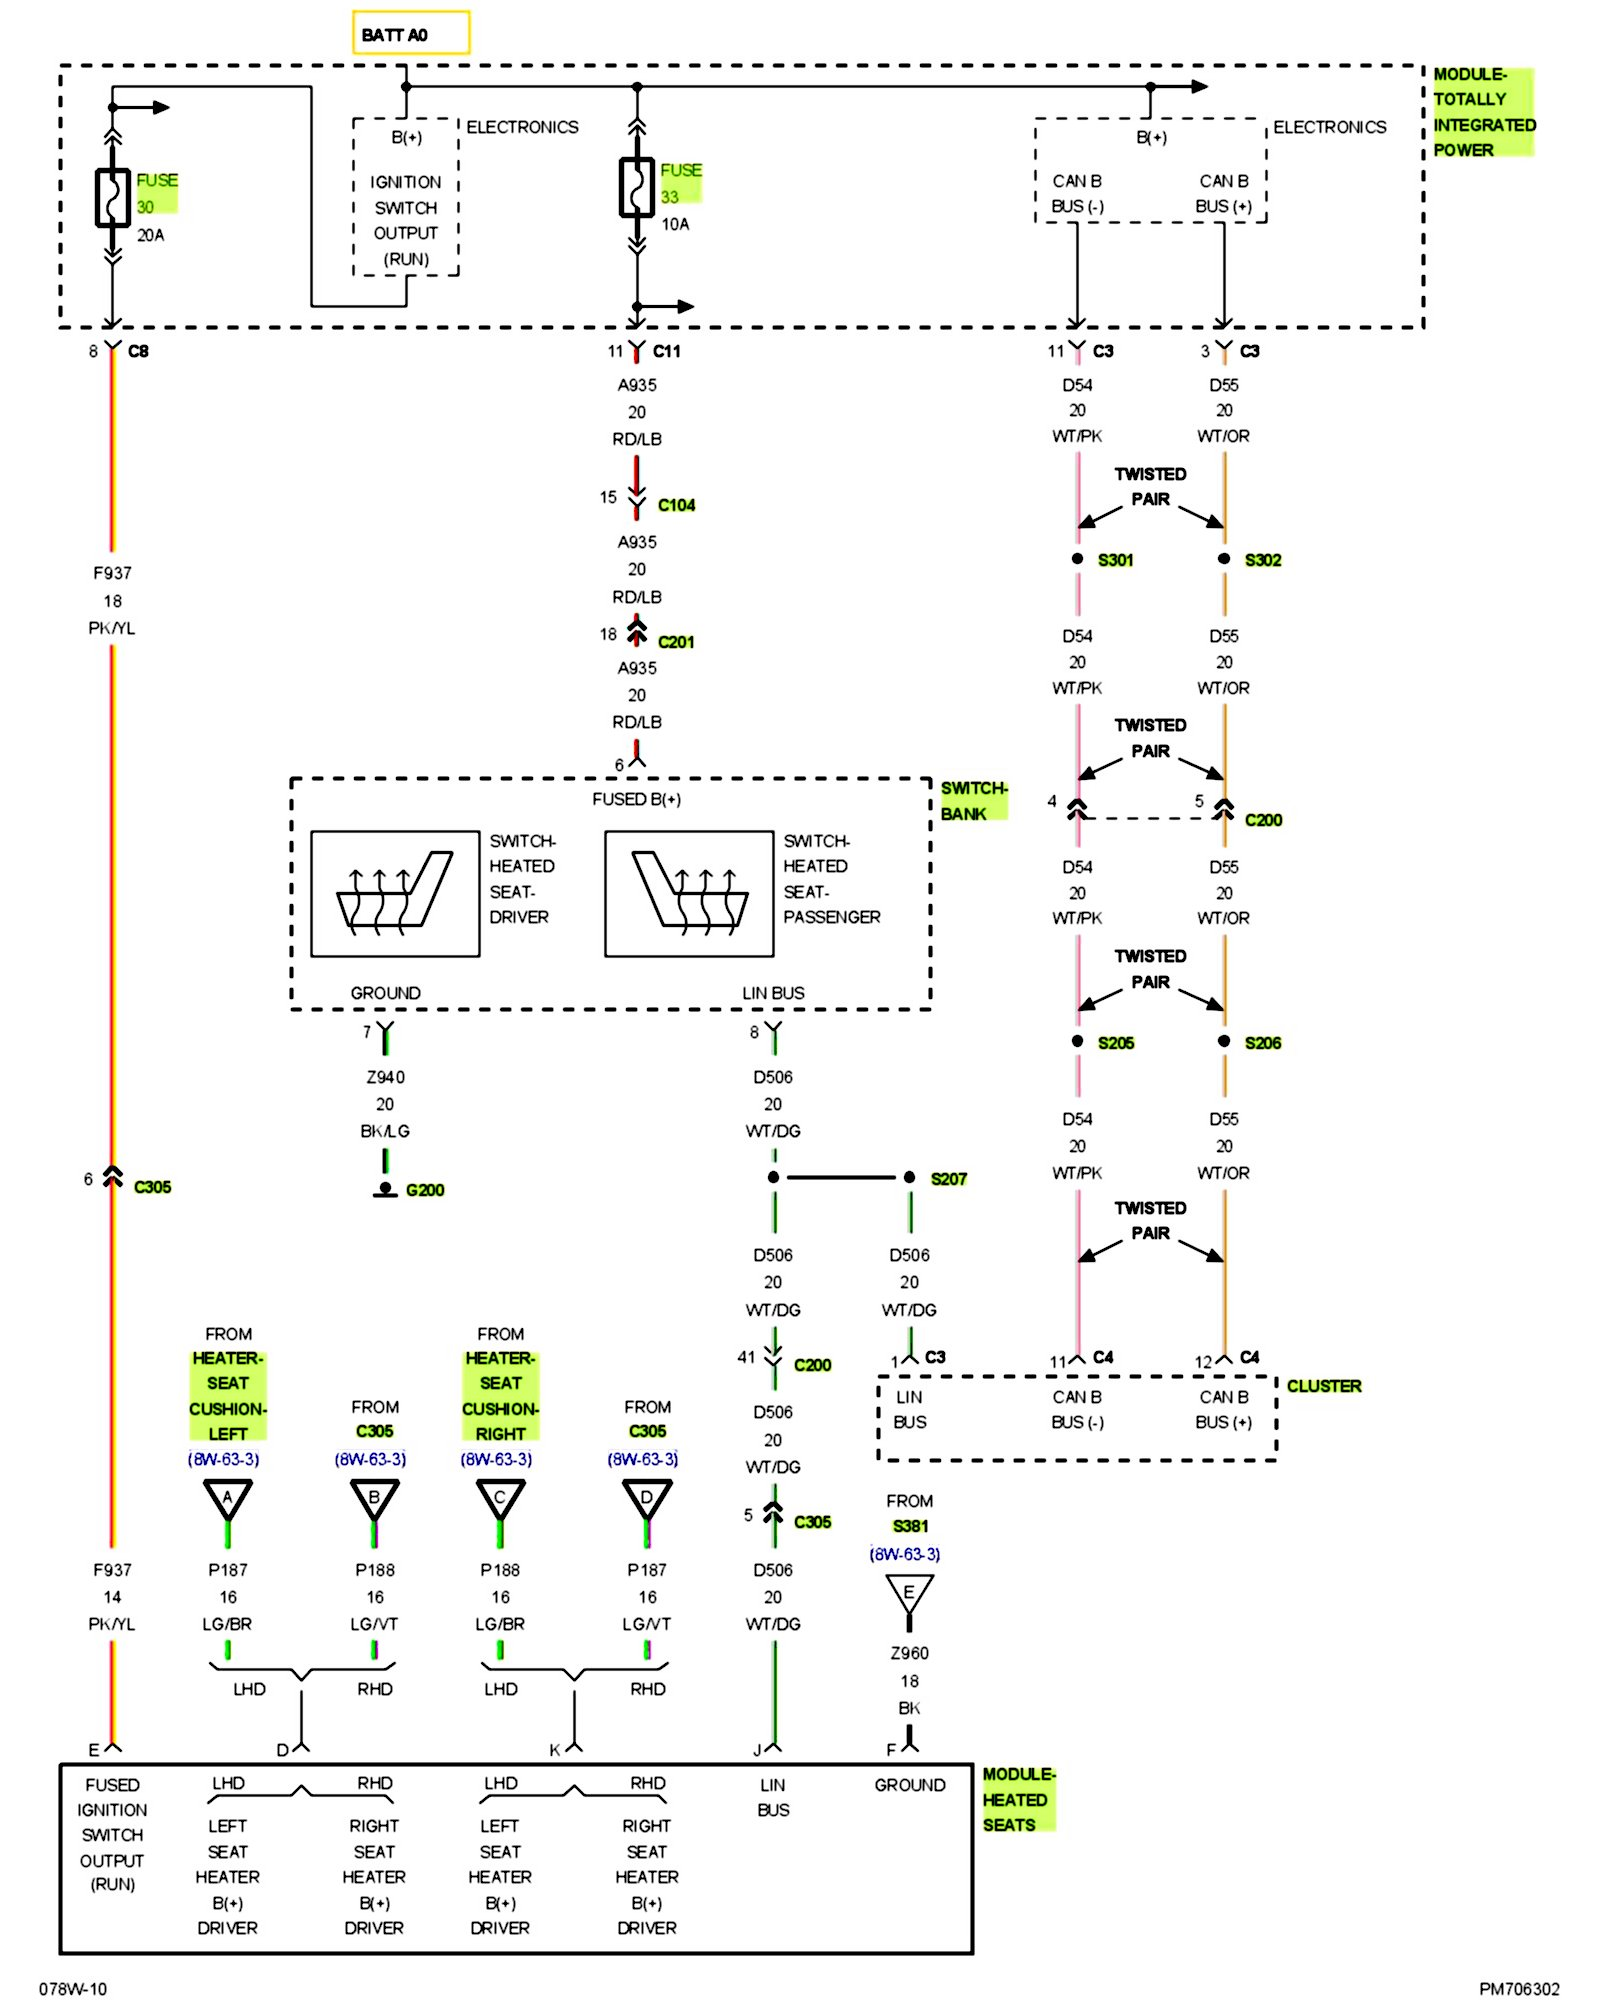 BATT A0
MODULE-
TOTALLY
INTEGRATED
POWER
ELECTRONICS
ELECTRONICS
B(+)
B(+)
FUSE
30
20A
IGNITION
SWITCH
OUTPUT
(RUN)
FUSE
33
10A
CAN B
BUS (-)
CAN B
BUS (+)
8
C8
11
C11
11
C3
3
C3
A935
20
RD/LB
D54
20
WT/PK
D55
20
WT/OR
TWISTED
PAIR
15
C104
A935
20
RD/LB
S301
S302
F937
18
PK/YL
18
C201
A935
20
RD/LB
D54
20
WT/PK
D55
20
WT/OR
TWISTED
PAIR
6
FUSED B(+)
SWITCH-
BANK
4
5
C200
SWITCH-
HEATED
SEAT-
DRIVER
SWITCH-
HEATED
SEAT-
PASSENGER
D54
20
WT/PK
D55
20
WT/OR
TWISTED
PAIR
GROUND
LIN BUS
7
8
S205
S206
Z940
20
BK/LG
D506
20
WT/DG
D54
20
WT/PK
D55
20
WT/OR
6
C305
G200
S207
TWISTED
PAIR
D506
20
WT/DG
D506
20
WT/DG
FROM
HEATER-
SEAT
CUSHION-
LEFT
(8W-63-3)
FROM
C305
(8W-63-3)
FROM
HEATER-
SEAT
CUSHION-
RIGHT
(8W-63-3)
FROM
C305
(8W-63-3)
41
C200
1
C3
11
C4
12
C4
CLUSTER
LIN
BUS
CAN B
BUS (-)
CAN B
BUS (+)
D506
20
WT/DG
A
B
C
D
5
C305
FROM
S381
(8W-63-3)
E
F937
14
PK/YL
P187
16
LG/BR
P188
16
LG/VT
P188
16
LG/BR
P187
16
LG/VT
D506
20
WT/DG
Z960
18
BK
LHD
RHD
LHD
RHD
E
D
K
J
F
MODULE-
HEATED
SEATS
FUSED
IGNITION
SWITCH
OUTPUT
(RUN)
LHD
RHD
LEFT
SEAT
HEATER
B(+)
DRIVER
RIGHT
SEAT
HEATER
B(+)
DRIVER
LHD
RHD
LEFT
SEAT
HEATER
B(+)
DRIVER
RIGHT
SEAT
HEATER
B(+)
DRIVER
LIN
BUS
GROUND
078W-10
PM706302